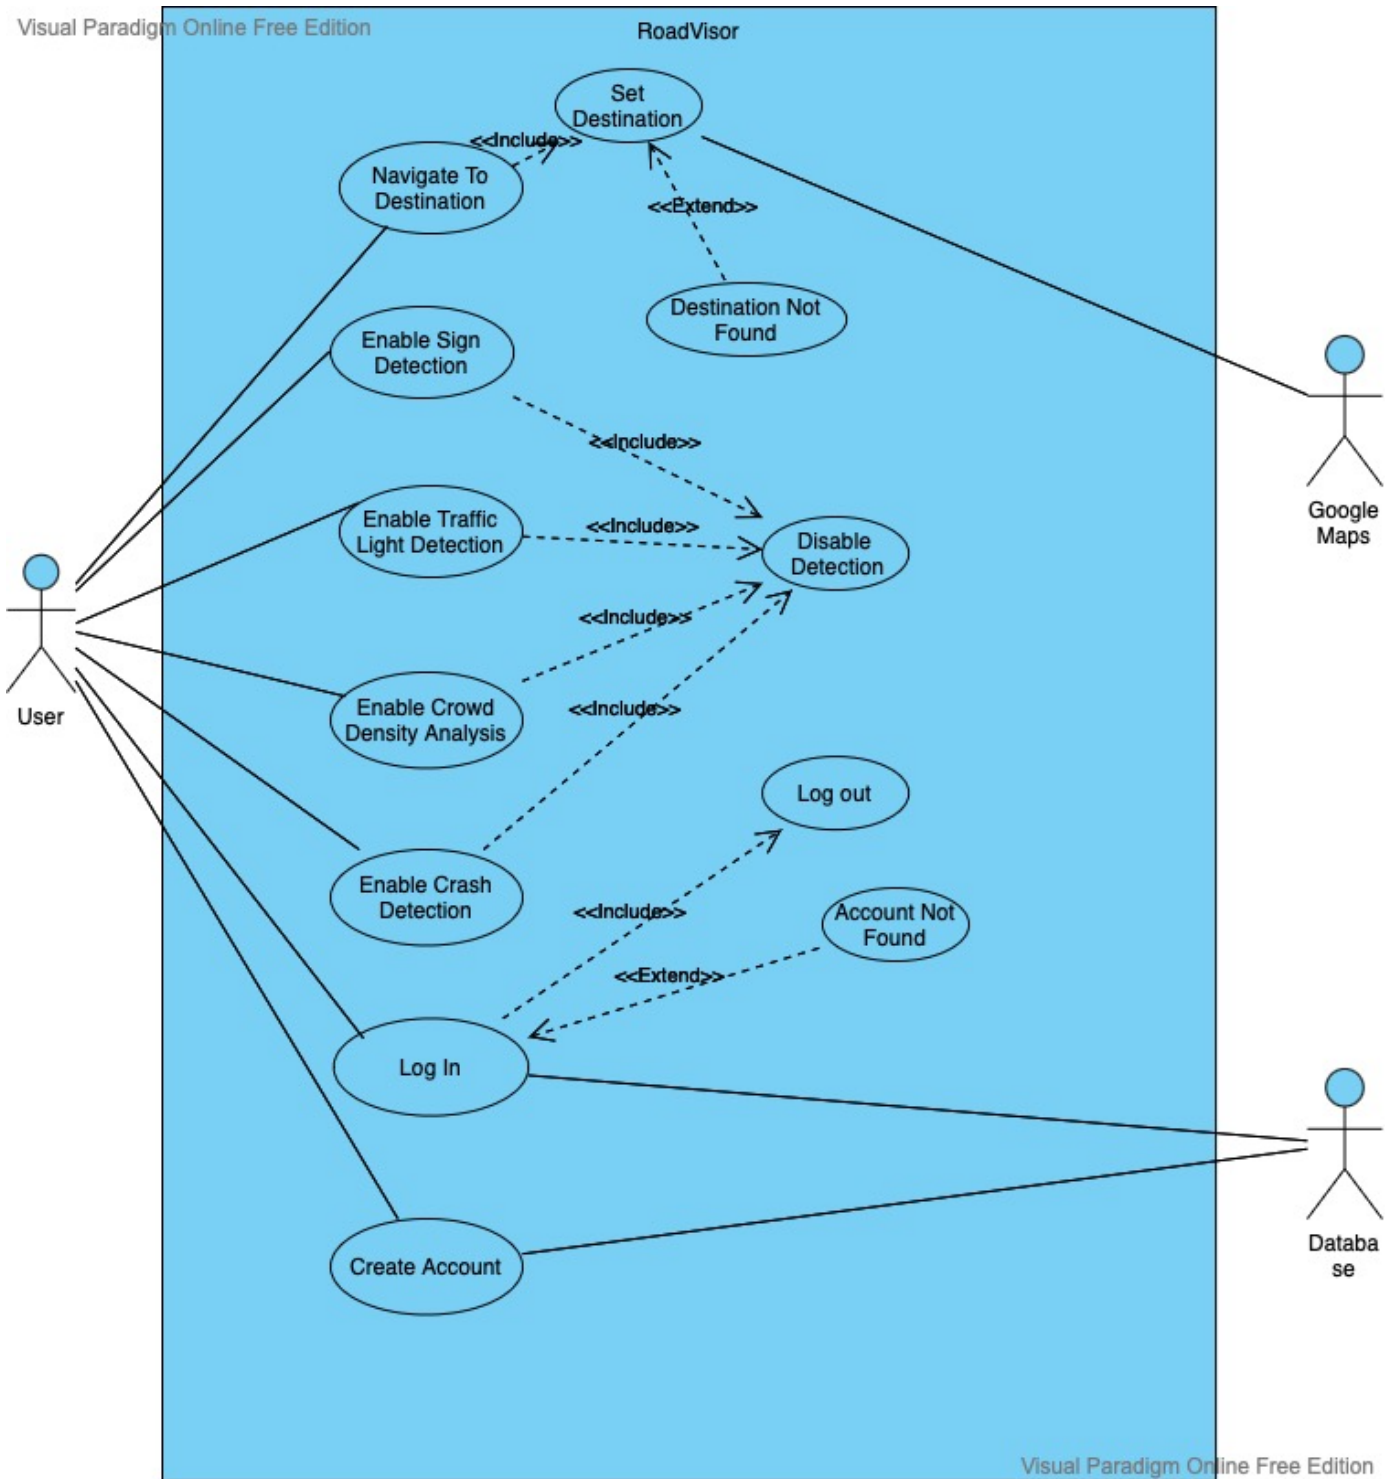 Visual Paradigm Online Free Edition
RoadVisor
Set
Destination
<<Include>>
Navigate To
Destination
<<Extend>>
Destination Not
Found
Enable Sign
Detection
<<Include>>
Google
Maps
Enable Traffic
Light Detection
<<Include>>
Disable
Detection
<<Include>>
User
Enable Crowd
Density Analysis
<<Include>>
Log out
Enable Crash
Detection
<<Include>>
Account Not
Found
<<Extend>>
Log In
Databa
se
Create Account
Visual Paradigm Online Free Edition